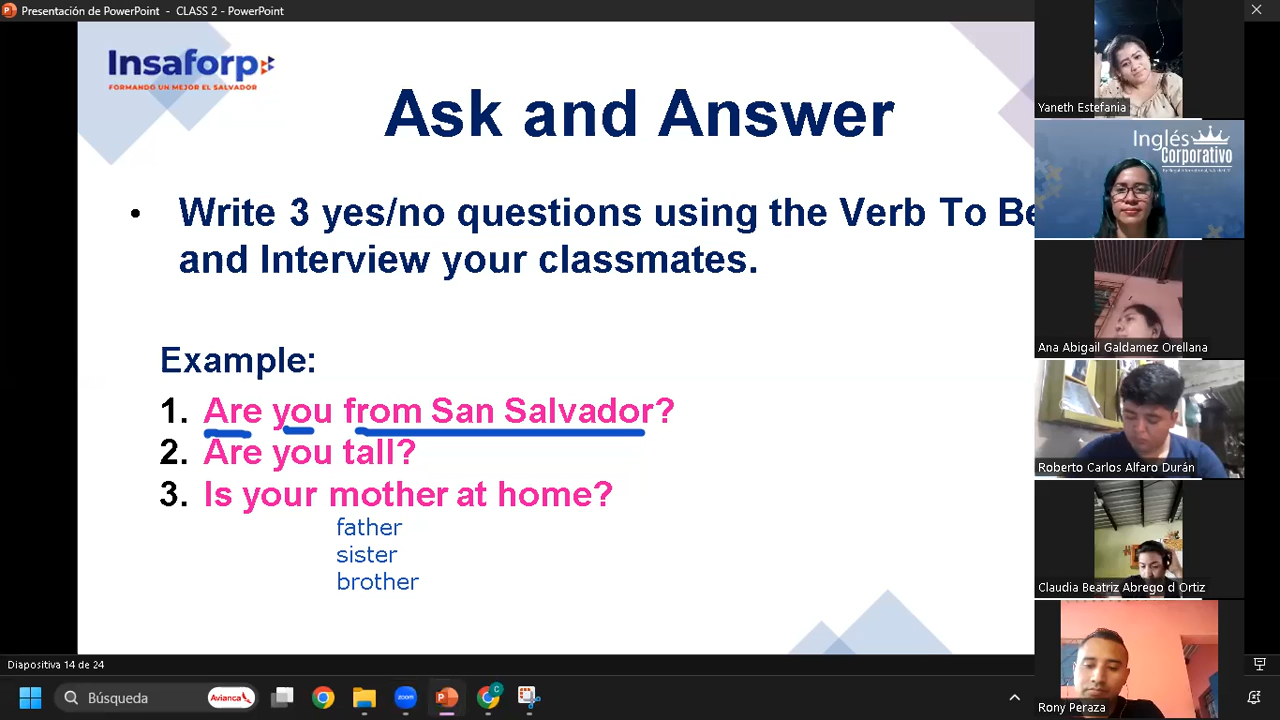 Presentación de PowerPoint - CLASS 2 - PowerPoint
Insaforp
FORMANDO UN MEJOR EL SALVADOR
Ask and Answer
• Write 3 yes/no questions using the Verb To Be
and Interview your classmates.
Example:
1. Are you from San Salvador?
2. Are you tall?
3. Is your mother at home?
father
sister
brother
Yaneth Estefania
Inglés
Corporativo
Ana Abigail Galdamez Orellana
Roberto Carlos Alfaro Durán
Claudia Beatriz Abrego d Ortiz
Rony Peraza
Diapositiva 14 de 24
Búsqueda
Avianca
zoom
C